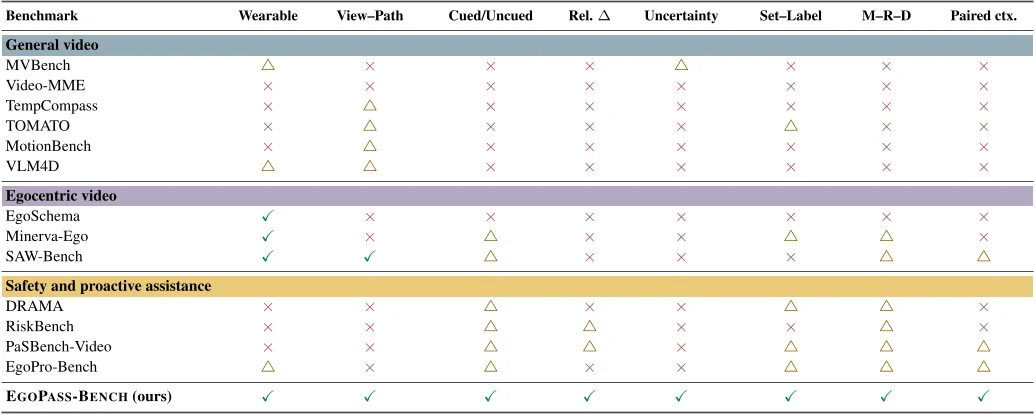 Benchmark Wearable View–Path Cued/Uncued Rel. △ Uncertainty Set–Label M–R–D Paired ctx.
General video
MVBench △ × × × △ × × ×
Video-MME × × × × × × × ×
TempCompass × △ × × × × × ×
TOMATO × △ × × × △ × ×
MotionBench × △ × × × × × ×
VLM4D △ △ × × × × × ×
Egocentric video
EgoSchema ✓ × × × × × × ×
Minerva-Ego ✓ × △ × × △ △ ×
SAW-Bench ✓ ✓ △ × × × △ △
Safety and proactive assistance
DRAMA × × △ × × △ △ ×
RiskBench × × △ △ × × △ ×
PaSBench-Video × × △ △ × △ △ △
EgoPro-Bench △ × △ × × △ △ △
EGOPASS-BENCH (ours) ✓ ✓ ✓ ✓ ✓ ✓ ✓ ✓